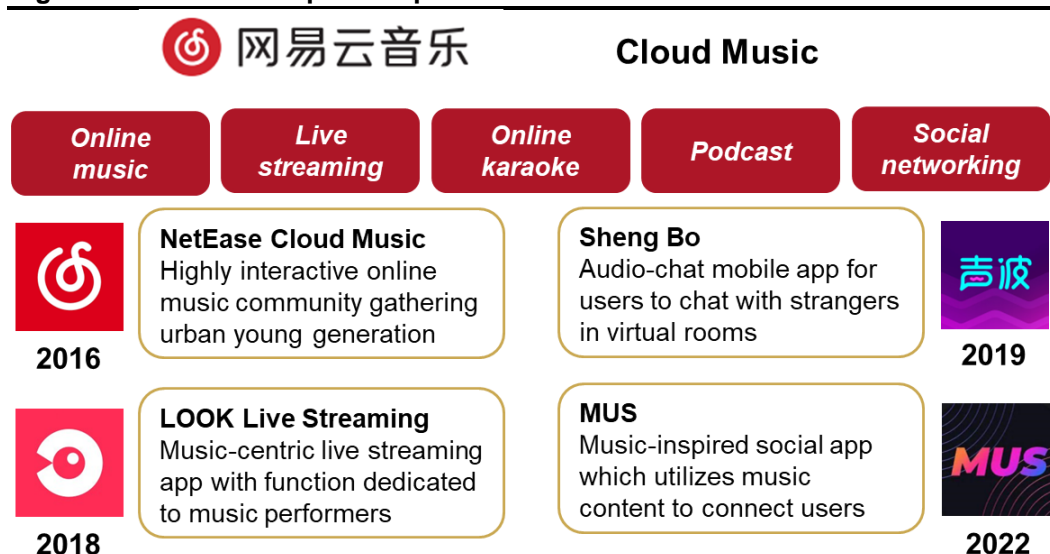 网易云音乐
Cloud Music
Online
music
Live
streaming
Online
karaoke
Podcast
Social
networking
NetEase Cloud Music
Highly interactive online
music community gathering
urban young generation
2016
Sheng Bo
Audio-chat mobile app for
users to chat with strangers
in virtual rooms
声波
2019
LOOK Live Streaming
Music-centric live streaming
app with function dedicated
to music performers
2018
MUS
Music-inspired social app
which utilizes music
content to connect users
MUS
2022